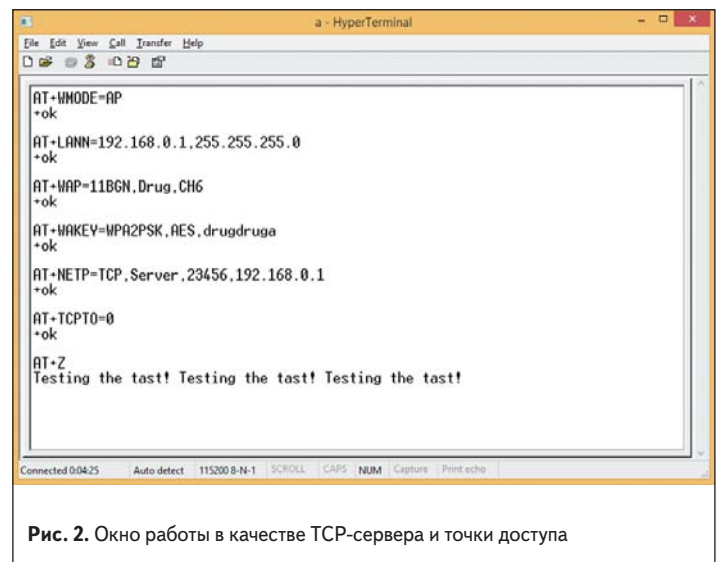 a - HyperTerminal
File Edit View Call Transfer Help
AT+WMODE=AP
+ok
AT+LANN=192.168.0.1,255.255.255.0
+ok
AT+WAP=11BGN,Drug,CH6
+ok
AT+WAKEY=WPA2PSK,AES,drugdruga
+ok
AT+NETP=TCP,Server,23456,192.168.0.1
+ok
AT+TCPTO=0
+ok
AT+Z
Testing the tast! Testing the tast! Testing the tast!
Connected 0:04:25 Auto detect 115200 8-N-1 SCROLL CAPS NUM Capture Print echo
Рис. 2. Окно работы в качестве TCP-сервера и точки доступа